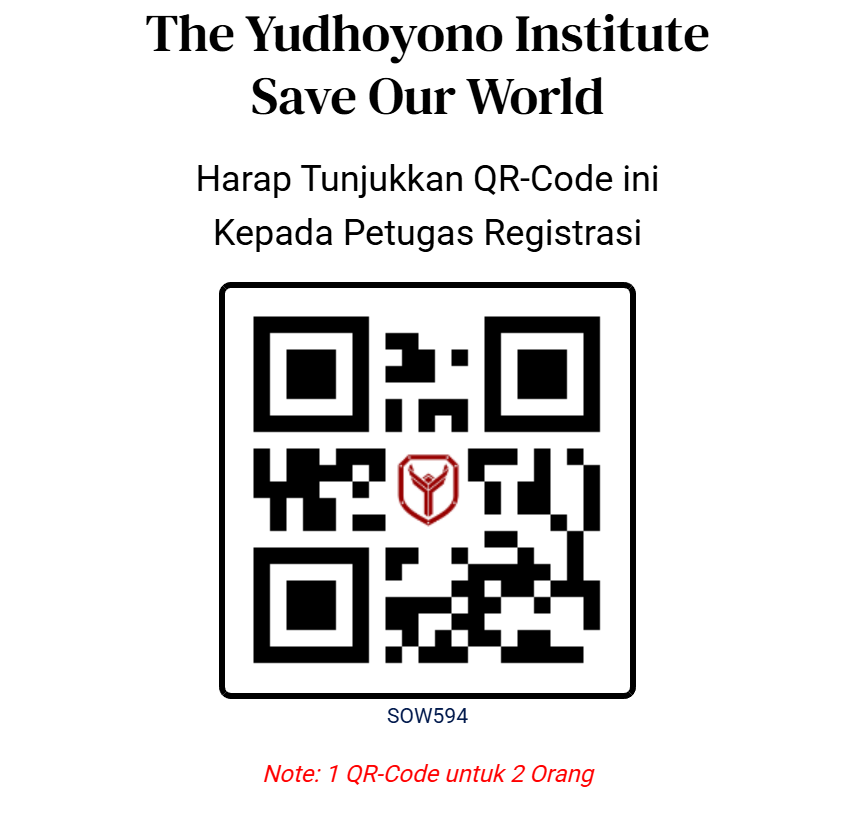 The Yudhoyono Institute
Save Our World
Harap Tunjukkan QR-Code ini
Kepada Petugas Registrasi
SOW594
Note: 1 QR-Code untuk 2 Orang